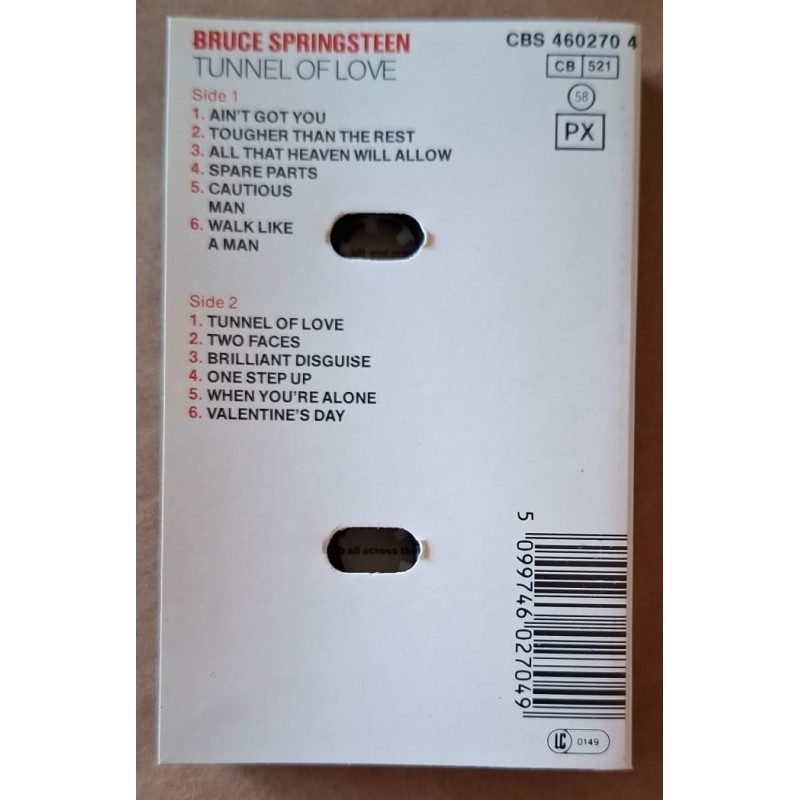 BRUCE SPRINGSTEEN
TUNNEL OF LOVE
CBS 460270 4
CB 521
58
PX
Side 1
1. AIN'T GOT YOU
2. TOUGHER THAN THE REST
3. ALL THAT HEAVEN WILL ALLOW
4. SPARE PARTS
5. CAUTIOUS
MAN
6. WALK LIKE
A MAN
Side 2
1. TUNNEL OF LOVE
2. TWO FACES
3. BRILLIANT DISGUISE
4. ONE STEP UP
5. WHEN YOU'RE ALONE
6. VALENTINE'S DAY
all across
5 099746 027049
LC 0149